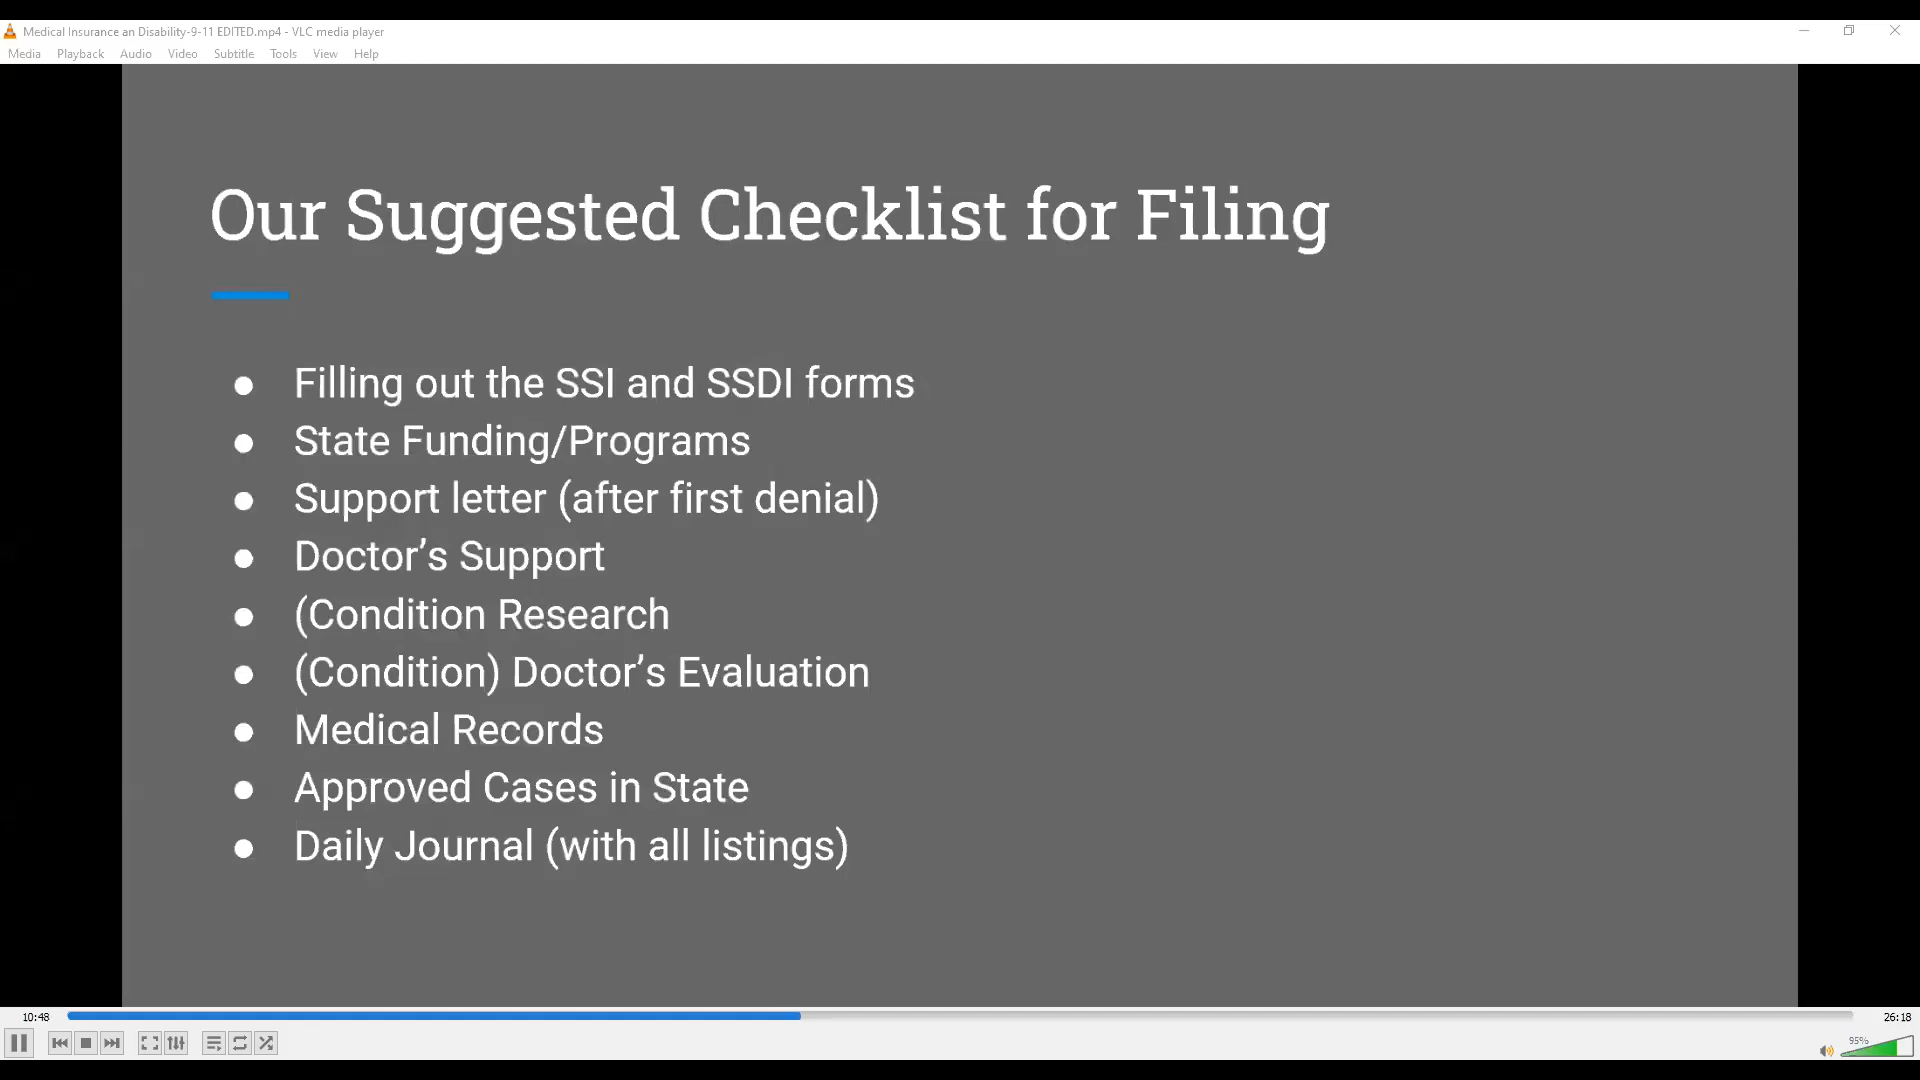 Medical Insurance an Disability-9-11 EDITED.mp4 - VLC media player
Media Playback Audio Video Subtitle Tools View Help
Our Suggested Checklist for Filing
● Filling out the SSI and SSDI forms
● State Funding/Programs
● Support letter (after first denial)
● Doctor’s Support
● (Condition Research
● (Condition) Doctor’s Evaluation
● Medical Records
● Approved Cases in State
● Daily Journal (with all listings)
10:48 26:18
95%